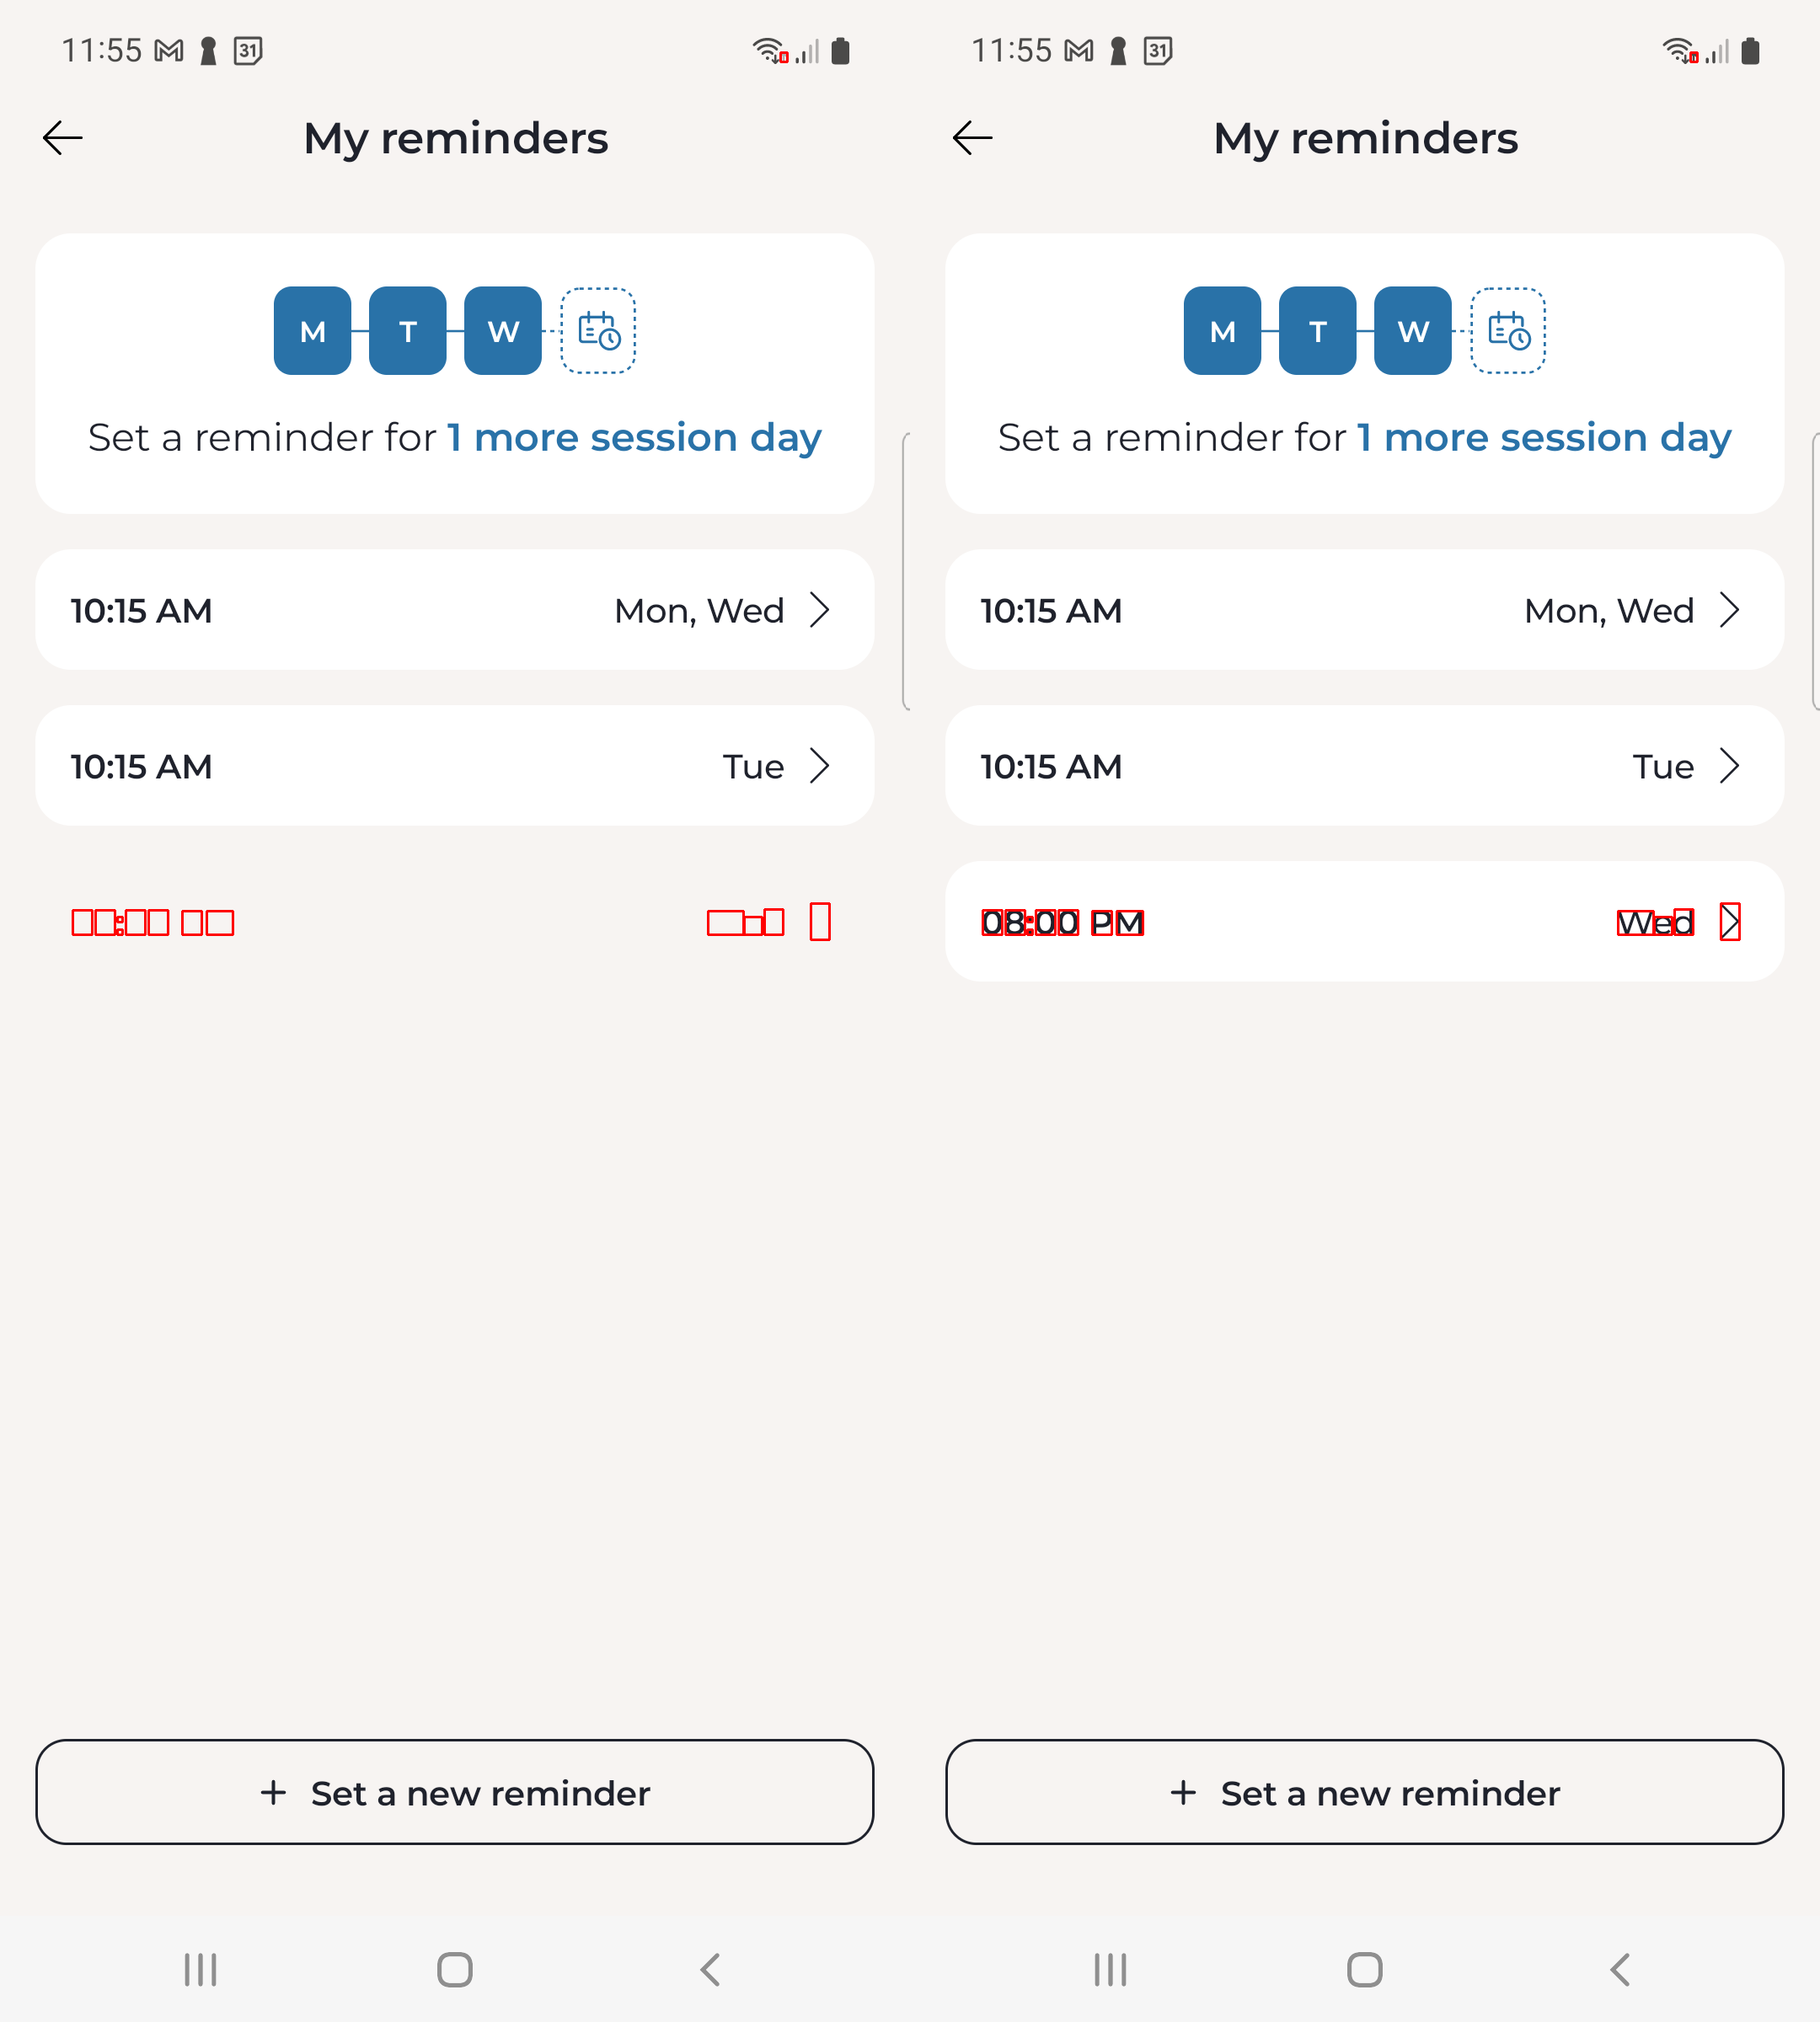 11:55 31
My reminders
M T W
Set a reminder for 1 more session day
10:15 AM Mon, Wed
10:15 AM Tue
+ Set a new reminder
11:55 31
My reminders
M T W
Set a reminder for 1 more session day
10:15 AM Mon, Wed
10:15 AM Tue
08:00 PM Wed
+ Set a new reminder